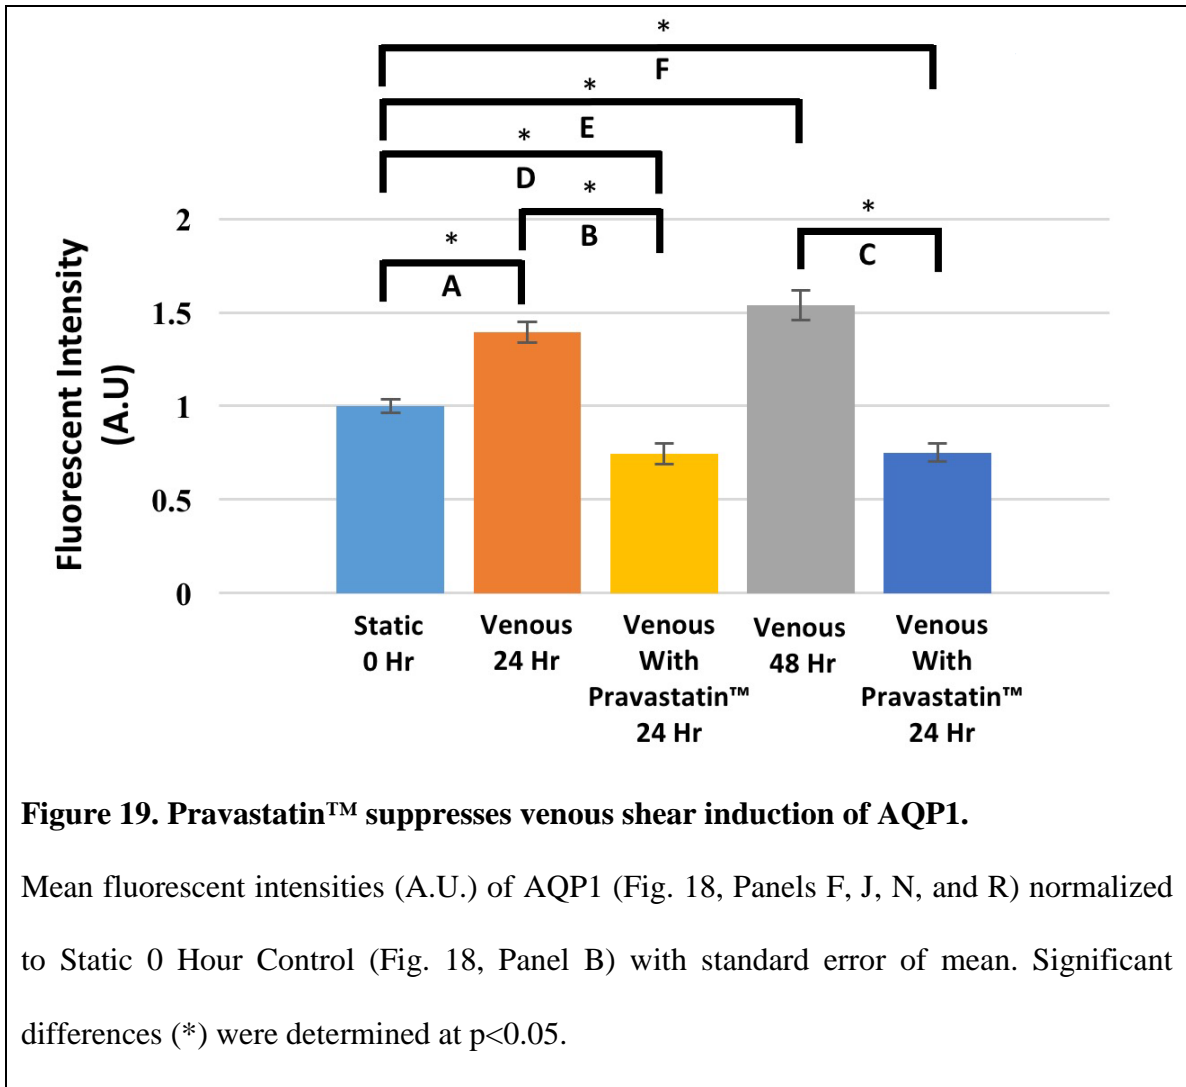 *
F
*
E
*
D
*
B
*
C
*
A
Fluorescent Intensity
(A.U)
2
1.5
1
0.5
0
Static
0 Hr
Venous
24 Hr
Venous
With
Pravastatin™
24 Hr
Venous
48 Hr
Venous
With
Pravastatin™
24 Hr
Figure 19. Pravastatin™ suppresses venous shear induction of AQP1.
Mean fluorescent intensities (A.U.) of AQP1 (Fig. 18, Panels F, J, N, and R) normalized
to Static 0 Hour Control (Fig. 18, Panel B) with standard error of mean. Significant
differences (*) were determined at p<0.05.